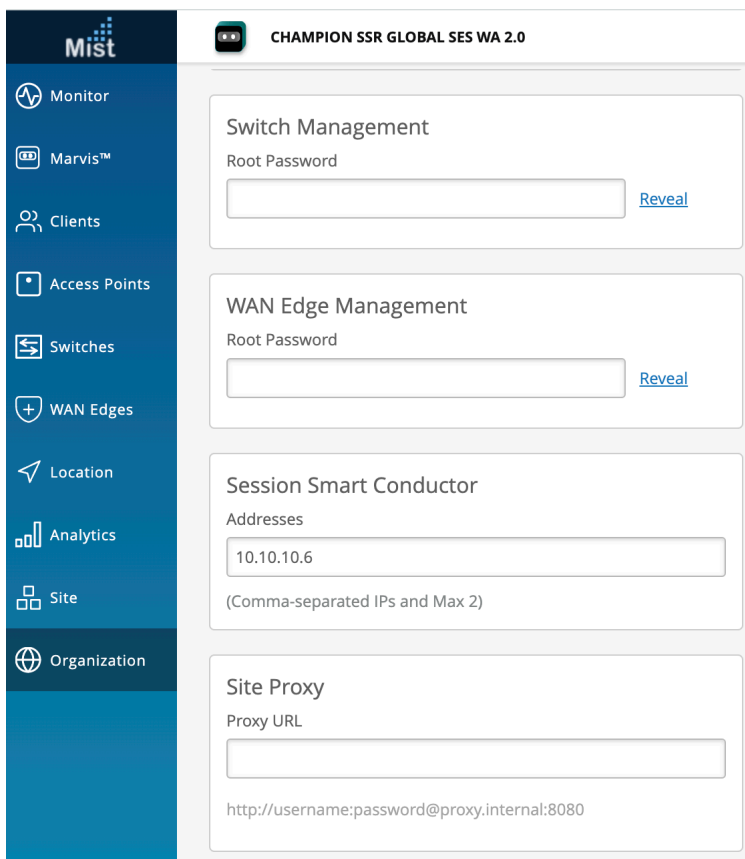 Mist
CHAMPION SSR GLOBAL SES WA 2.0
Monitor
Marvis™
Clients
Access Points
Switches
WAN Edges
Location
Analytics
Site
Organization
Switch Management
Root Password
Reveal
WAN Edge Management
Root Password
Reveal
Session Smart Conductor
Addresses
10.10.10.6
(Comma-separated IPs and Max 2)
Site Proxy
Proxy URL
http://username:password@proxy.internal:8080